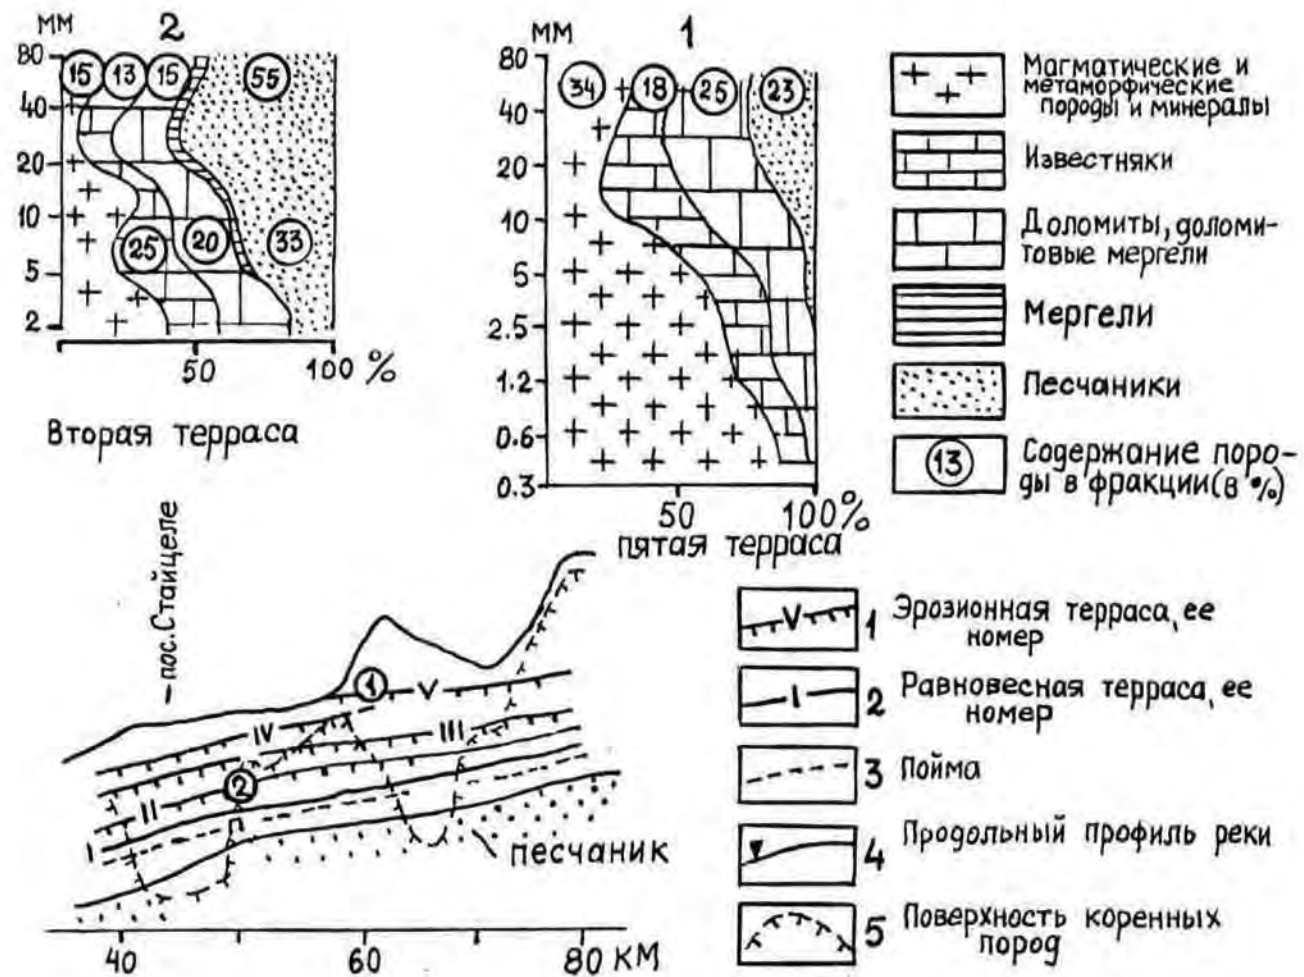 мм 2
80
40
20
10
5
2
15 13 15 55
25 20 33
50 100 %
Вторая терраса
мм 1
80
40
20
10
5
2.5
1.2
0.6
0.3
34 18 25 23
50 100%
пятая терраса
Магматические и
метаморфические
породы и минералы
Известняки
Доломиты, доломи-
товые мергели
Мергели
Песчаники
13 Содержание поро-
ды в фракции (в %)
пос. Стайцеле
1 V
IV III
2
II
I
песчаник
40 60 80 КМ
V 1 Эрозионная терраса, ее
номер
I 2 Равновесная терраса, ее
номер
3 Пойма
4 Продольный профиль реки
5 Поверхность коренных
пород